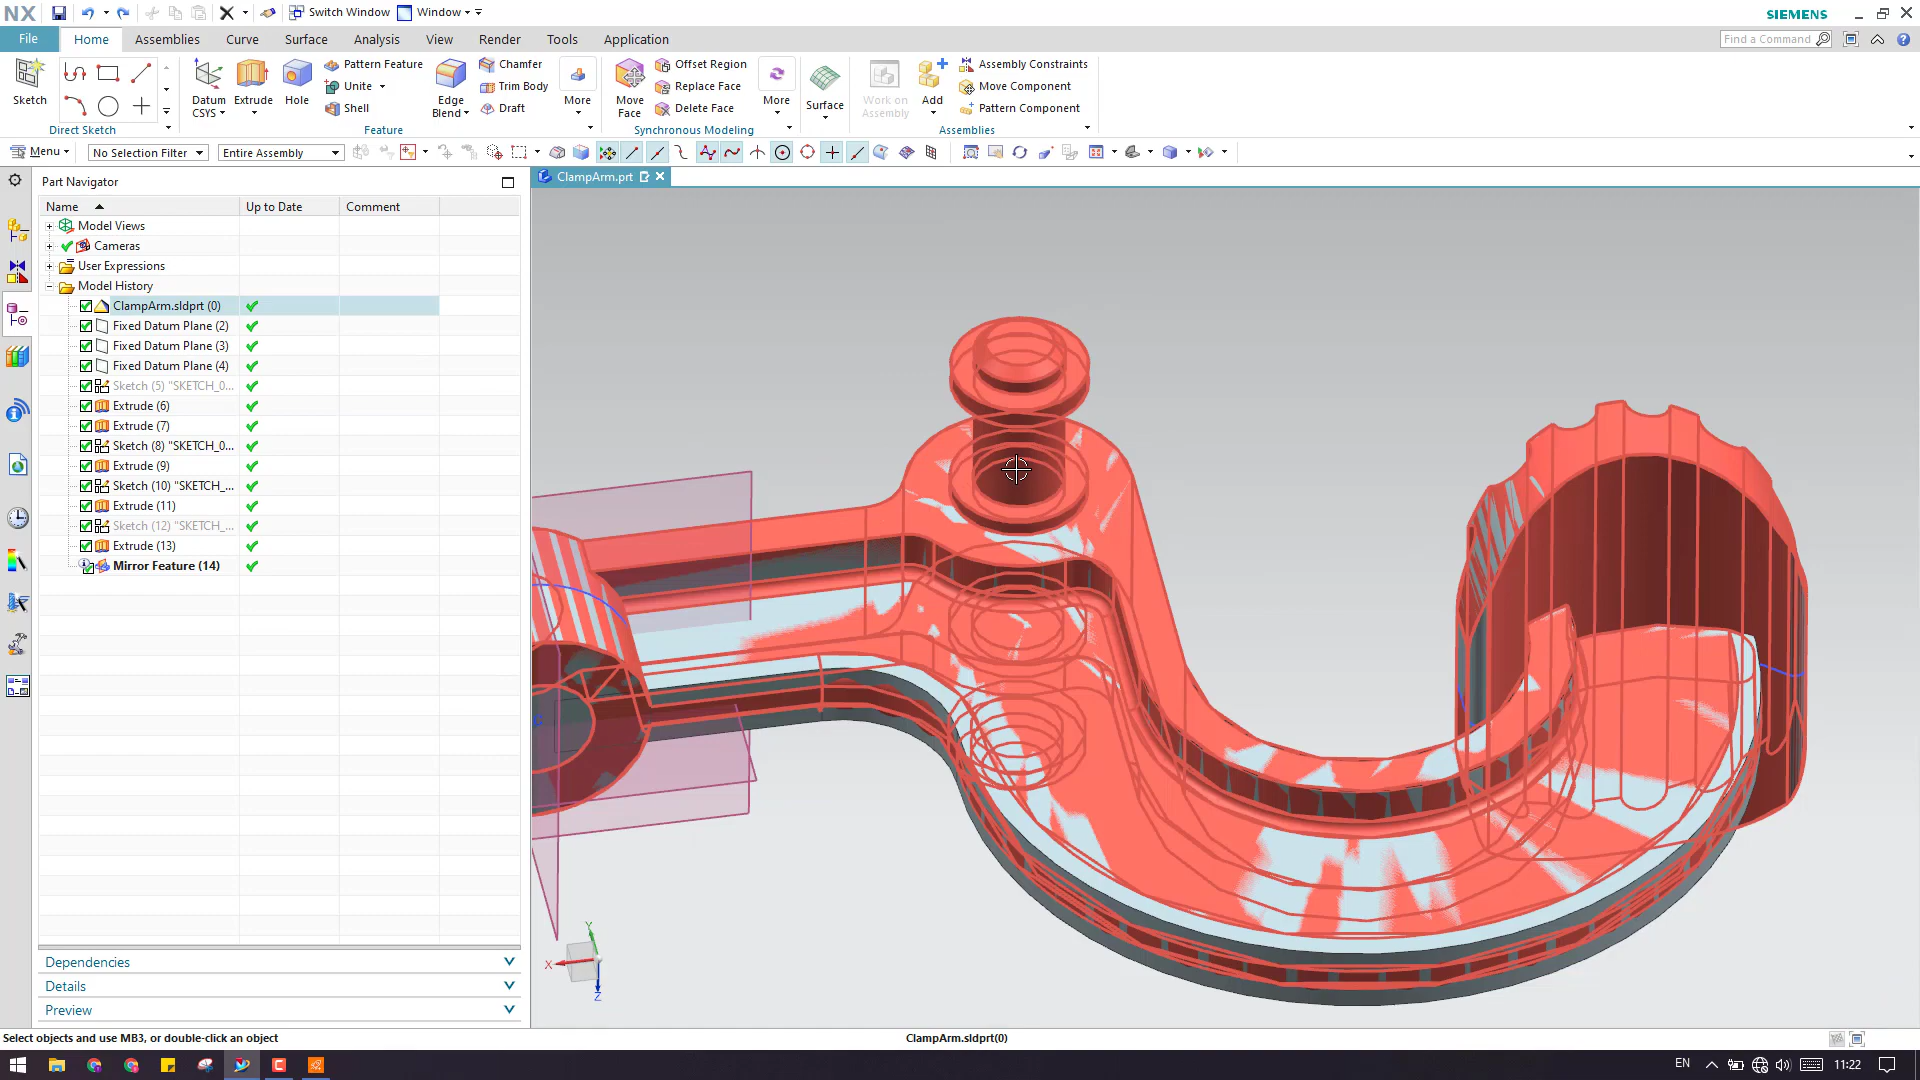 NX Switch Window Window SIEMENS
File Home Assemblies Curve Surface Analysis View Render Tools Application Find a Command
Sketch
Direct Sketch
Datum CSYS
Extrude
Hole
Pattern Feature
Unite
Shell
Edge Blend
Chamfer
Trim Body
Draft
More
Feature
Move Face
Offset Region
Replace Face
Delete Face
More
Synchronous Modeling
Surface
Work on Assembly
Add
Assembly Constraints
Move Component
Pattern Component
Assemblies
Menu No Selection Filter Entire Assembly
Part Navigator
ClampArm.prt
Name Up to Date Comment
Model Views
Cameras
User Expressions
Model History
ClampArm.sldprt (0)
Fixed Datum Plane (2)
Fixed Datum Plane (3)
Fixed Datum Plane (4)
Sketch (5) "SKETCH_0...
Extrude (6)
Extrude (7)
Sketch (8) "SKETCH_0...
Extrude (9)
Sketch (10) "SKETCH_...
Extrude (11)
Sketch (12) "SKETCH_...
Extrude (13)
Mirror Feature (14)
Y
X
Z
Dependencies
Details
Preview
Select objects and use MB3, or double-click an object ClampArm.sldprt(0)
EN 11:22